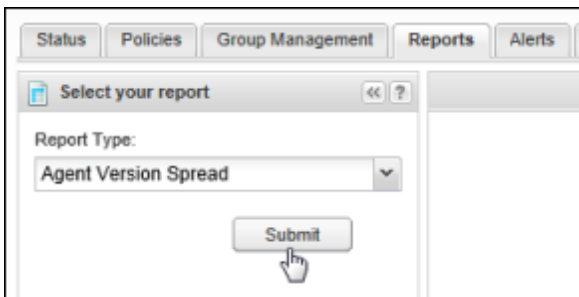 Status Policies Group Management Reports Alerts
Select your report « ?
Report Type:
Agent Version Spread
Submit